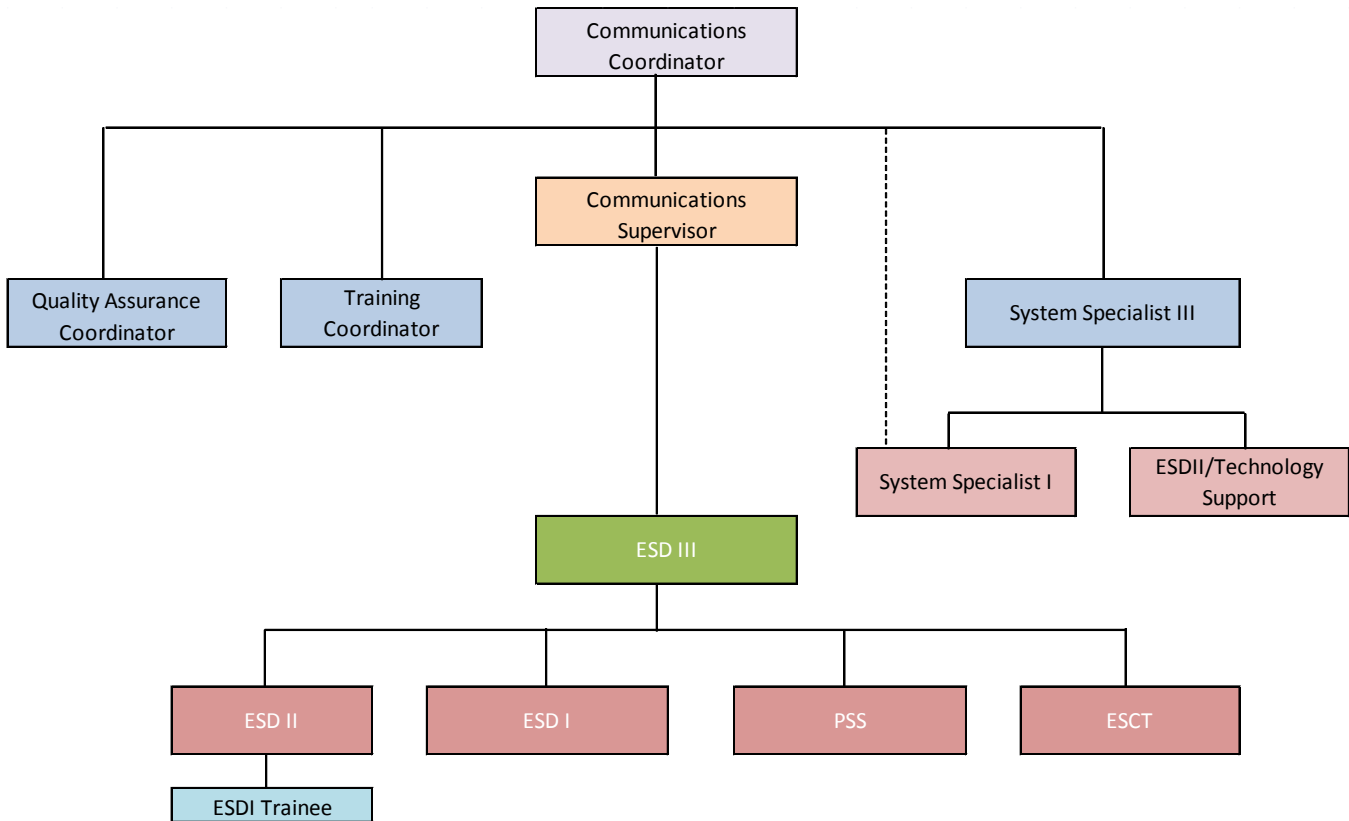 Communications
Coordinator
Communications
Supervisor
Quality Assurance
Coordinator
Training
Coordinator
System Specialist III
System Specialist I
ESDII/Technology
Support
ESD III
ESD II
ESD I
PSS
ESCT
ESDI Trainee